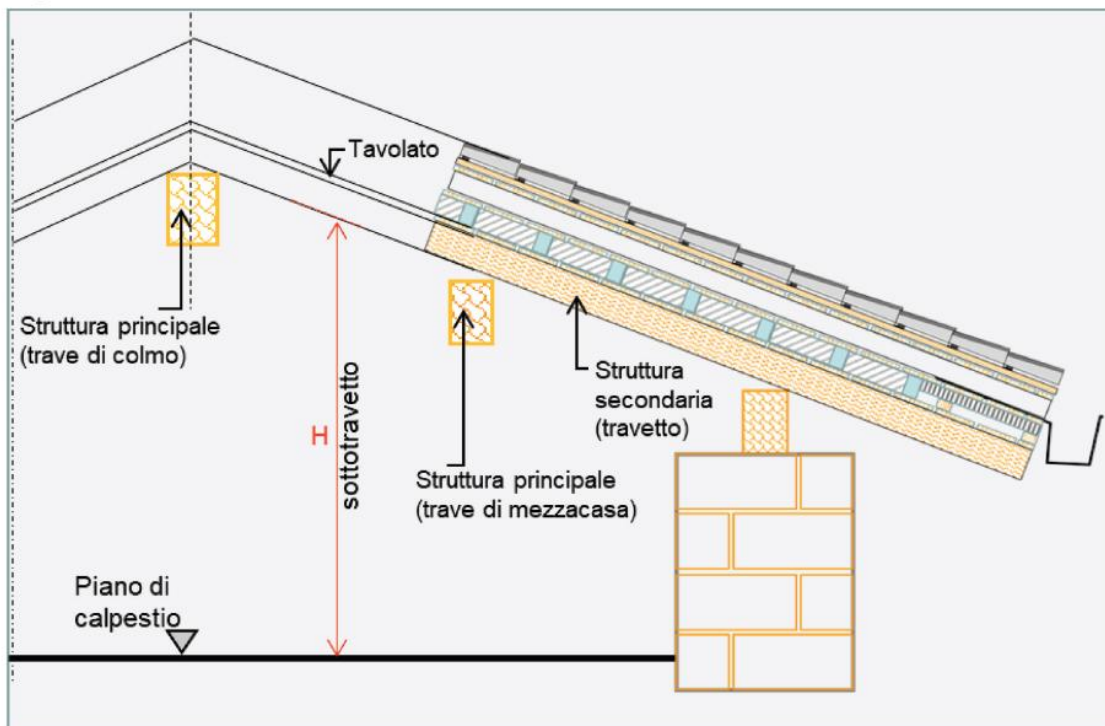 Tavolato
Struttura principale
(trave di colmo)
H
sottotravetto
Struttura
secondaria
(travetto)
Struttura principale
(trave di mezzacasa)
Piano di
calpestio